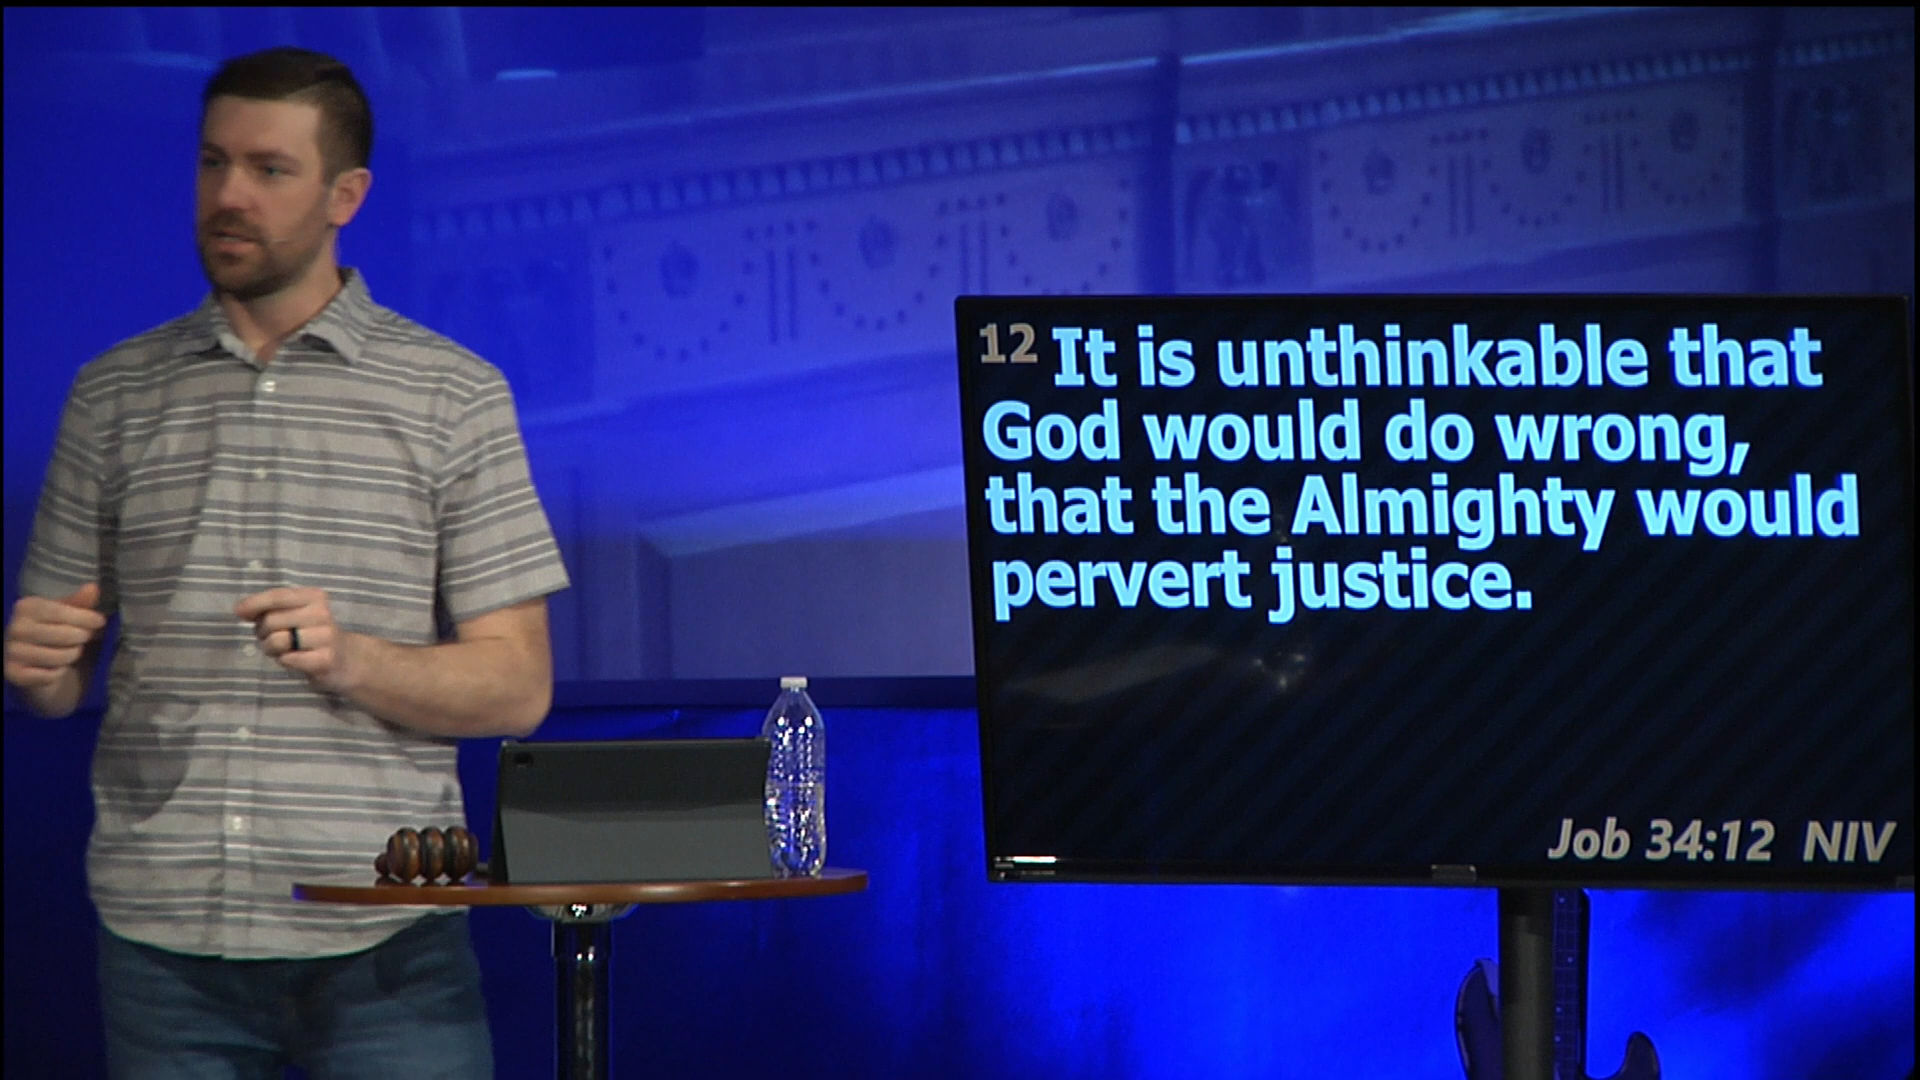 12 It is unthinkable that
God would do wrong,
that the Almighty would
pervert justice.
Job 34:12 NIV